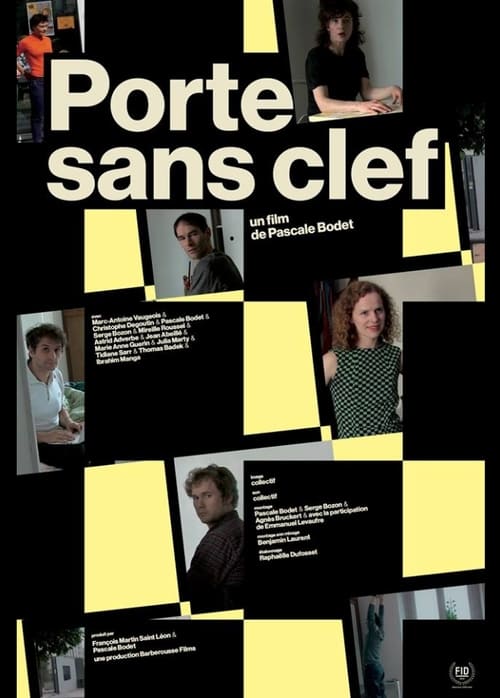 Porte
sans clef
un film
de Pascale Bodet
avec
Marc-Antoine Vaugeois &
Christophe Degoutin & Pascale Bodet &
Serge Bozon & Mireille Roussel &
Astrid Adverbe & Jean Abeillé &
Marie Anne Guerin & Julia Marty &
Tidiane Sarr & Thomas Badek &
Ibrahim Manga
image
collectif
son
collectif
montage
Pascale Bodet & Serge Bozon &
Agnès Bruckert & avec la participation
de Emmanuel Levaufre
montage son mixage
Benjamin Laurent
étalonnage
Raphaëlle Dufosset
produit par
François Martin Saint Léon &
Pascale Bodet
une production Barberousse Films
FID